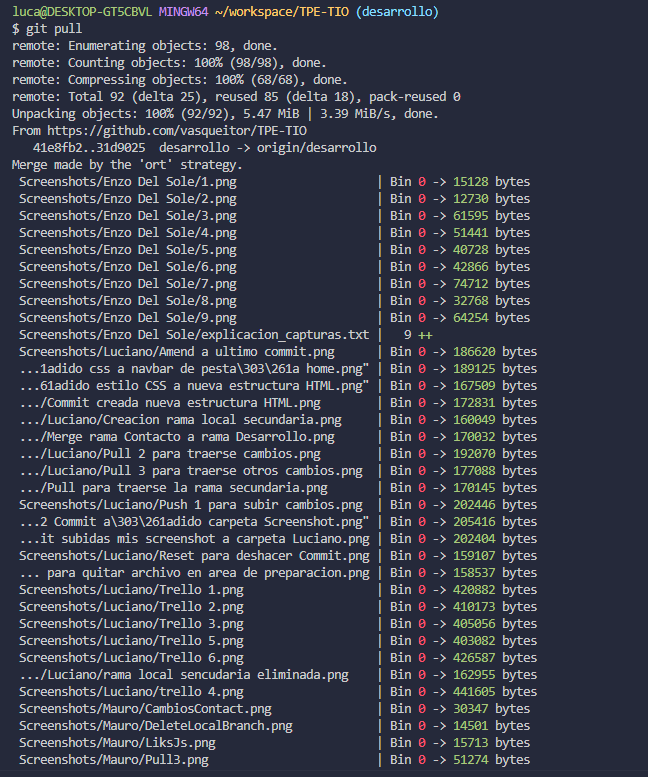 luca@DESKTOP-GT5CBVL MINGW64 ~/workspace/TPE-TIO (desarrollo)
$ git pull
remote: Enumerating objects: 98, done.
remote: Counting objects: 100% (98/98), done.
remote: Compressing objects: 100% (68/68), done.
remote: Total 92 (delta 25), reused 85 (delta 18), pack-reused 0
Unpacking objects: 100% (92/92), 5.47 MiB | 3.39 MiB/s, done.
From https://github.com/vasqueitor/TPE-TIO
   41e8fb2..31d9025  desarrollo -> origin/desarrollo
Merge made by the 'ort' strategy.
 Screenshots/Enzo Del Sole/1.png                    | Bin 0 -> 15128 bytes
 Screenshots/Enzo Del Sole/2.png                    | Bin 0 -> 12730 bytes
 Screenshots/Enzo Del Sole/3.png                    | Bin 0 -> 61595 bytes
 Screenshots/Enzo Del Sole/4.png                    | Bin 0 -> 51441 bytes
 Screenshots/Enzo Del Sole/5.png                    | Bin 0 -> 40728 bytes
 Screenshots/Enzo Del Sole/6.png                    | Bin 0 -> 42866 bytes
 Screenshots/Enzo Del Sole/7.png                    | Bin 0 -> 74712 bytes
 Screenshots/Enzo Del Sole/8.png                    | Bin 0 -> 32768 bytes
 Screenshots/Enzo Del Sole/9.png                    | Bin 0 -> 64254 bytes
 Screenshots/Enzo Del Sole/explicacion_capturas.txt |   9 ++
 Screenshots/Luciano/Amend a ultimo commit.png      | Bin 0 -> 186620 bytes
 ...1adido css a navbar de pesta\303\261a home.png" | Bin 0 -> 189125 bytes
 ...61adido estilo CSS a nueva estructura HTML.png" | Bin 0 -> 167509 bytes
 .../Commit creada nueva estructura HTML.png        | Bin 0 -> 172831 bytes
 .../Luciano/Creacion rama local secundaria.png     | Bin 0 -> 160049 bytes
 .../Merge rama Contacto a rama Desarrollo.png      | Bin 0 -> 170032 bytes
 .../Luciano/Pull 2 para traerse cambios.png        | Bin 0 -> 192070 bytes
 .../Luciano/Pull 3 para traerse otros cambios.png  | Bin 0 -> 177088 bytes
 .../Pull para traerse la rama secundaria.png       | Bin 0 -> 170145 bytes
 Screenshots/Luciano/Push 1 para subir cambios.png  | Bin 0 -> 202446 bytes
 ...2 Commit a\303\261adido carpeta Screenshot.png" | Bin 0 -> 205416 bytes
 ...it subidas mis screenshot a carpeta Luciano.png | Bin 0 -> 202404 bytes
 Screenshots/Luciano/Reset para deshacer Commit.png | Bin 0 -> 159107 bytes
 ... para quitar archivo en area de preparacion.png | Bin 0 -> 158537 bytes
 Screenshots/Luciano/Trello 1.png                   | Bin 0 -> 420882 bytes
 Screenshots/Luciano/Trello 2.png                   | Bin 0 -> 410173 bytes
 Screenshots/Luciano/Trello 3.png                   | Bin 0 -> 405056 bytes
 Screenshots/Luciano/Trello 5.png                   | Bin 0 -> 403082 bytes
 Screenshots/Luciano/Trello 6.png                   | Bin 0 -> 426587 bytes
 .../Luciano/rama local sencudaria eliminada.png    | Bin 0 -> 162955 bytes
 Screenshots/Luciano/trello 4.png                   | Bin 0 -> 441605 bytes
 Screenshots/Mauro/CambiosContact.png               | Bin 0 -> 30347 bytes
 Screenshots/Mauro/DeleteLocalBranch.png            | Bin 0 -> 14501 bytes
 Screenshots/Mauro/LiksJs.png                       | Bin 0 -> 15713 bytes
 Screenshots/Mauro/Pull3.png                        | Bin 0 -> 51274 bytes